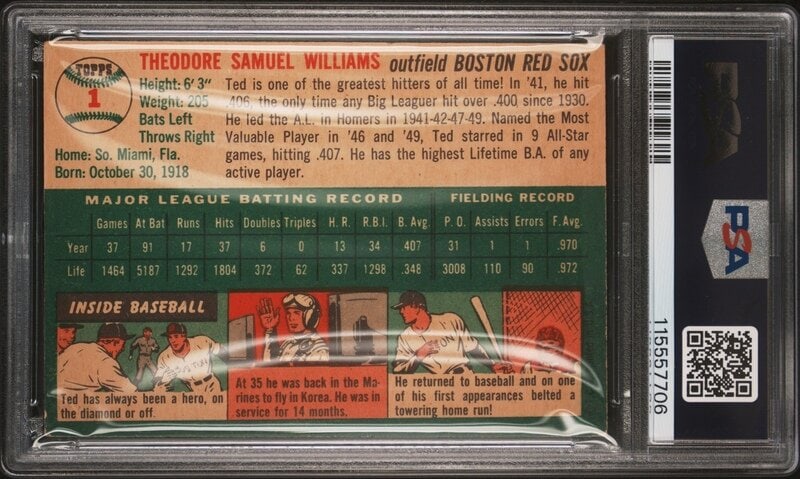 TOPPS
1
THEODORE SAMUEL WILLIAMS outfield BOSTON RED SOX
Height: 6' 3"
Weight: 205
Bats Left
Throws Right
Home: So. Miami, Fla.
Born: October 30, 1918
Ted is one of the greatest hitters of all time! In '41, he hit
.406, the only time any Big Leaguer hit over .400 since 1930.
He led the A.L. in Homers in 1941-42-47-49. Named the Most
Valuable Player in '46 and '49, Ted starred in 9 All-Star
games, hitting .407. He has the highest Lifetime B.A. of any
active player.
MAJOR LEAGUE BATTING RECORD FIELDING RECORD
Games At Bat Runs Hits Doubles Triples H.R. R.B.I. B. Avg. P.O. Assists Errors F. Avg.
Year 37 91 17 37 6 0 13 34 .407 31 1 1 .970
Life 1464 5187 1292 1804 372 62 337 1298 .348 3008 110 90 .972
INSIDE BASEBALL
Ted has always been a hero, on
the diamond or off.
At 35 he was back in the Ma-
rines to fly in Korea. He was in
service for 14 months.
He returned to baseball and on one
of his first appearances belted a
towering home run!
PSA
115557706